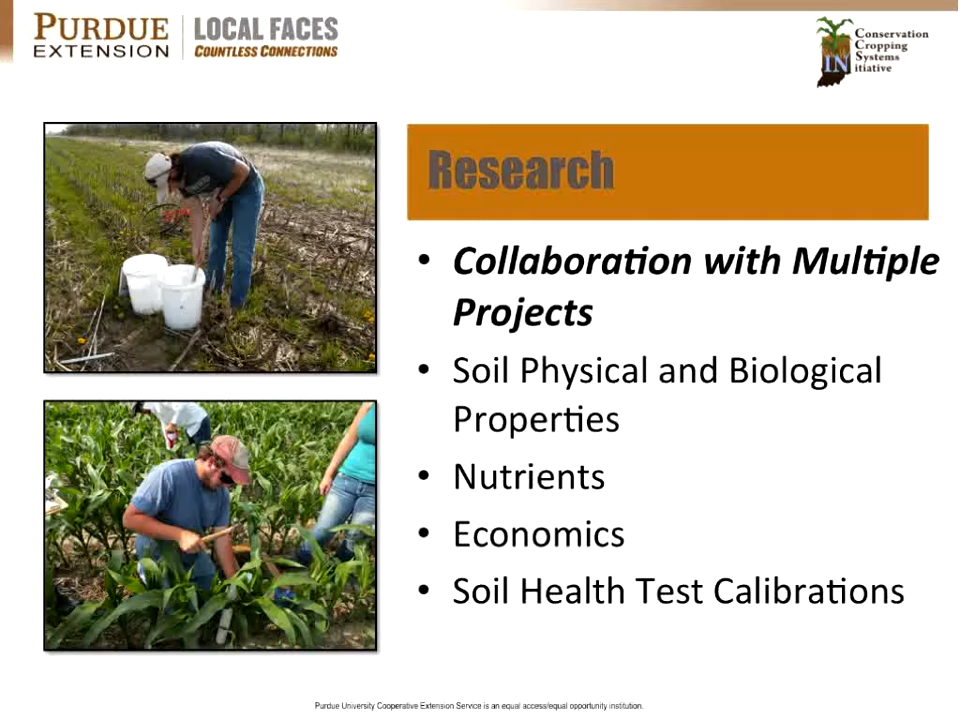 PURDUE
EXTENSION
LOCAL FACES
COUNTLESS CONNECTIONS
Conservation
Cropping
Systems
IN itiative
Research
• Collaboration with Multiple
Projects
• Soil Physical and Biological
Properties
• Nutrients
• Economics
• Soil Health Test Calibrations
Purdue University Cooperative Extension Service is an equal access/equal opportunity institution.